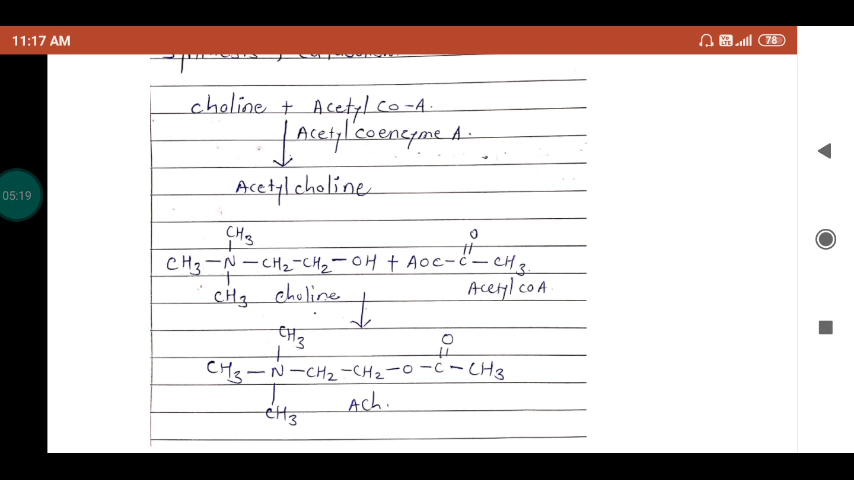 11:17 AM
78
05:19
choline + Acetyl Co-A.
Acetyl coenzyme A.
Acetylcholine
CH3 O
CH3 - N - CH2 - CH2 - OH + AOC - C - CH3
CH3 choline Acetyl coA
CH3 O
CH3 - N - CH2 - CH2 - O - C - CH3
CH3 ACh.